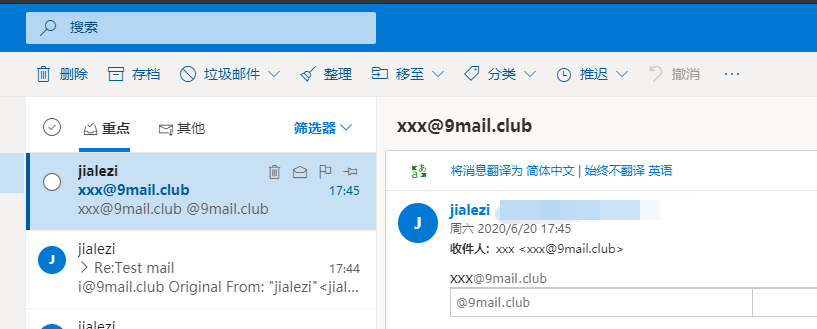 搜索
删除 存档 垃圾邮件 整理 移至 分类 推迟 撤消 ...
重点 其他 筛选器
jialezi
xxx@9mail.club 17:45
xxx@9mail.club @9mail.club
jialezi
> Re:Test mail 17:44
i@9mail.club Original From: "jialezi" <jial...
jialezi
xxx@9mail.club
将消息翻译为 简体中文 | 始终不翻译 英语
J jialezi
周六 2020/6/20 17:45
收件人: xxx <xxx@9mail.club>
xxx@9mail.club
@9mail.club
J